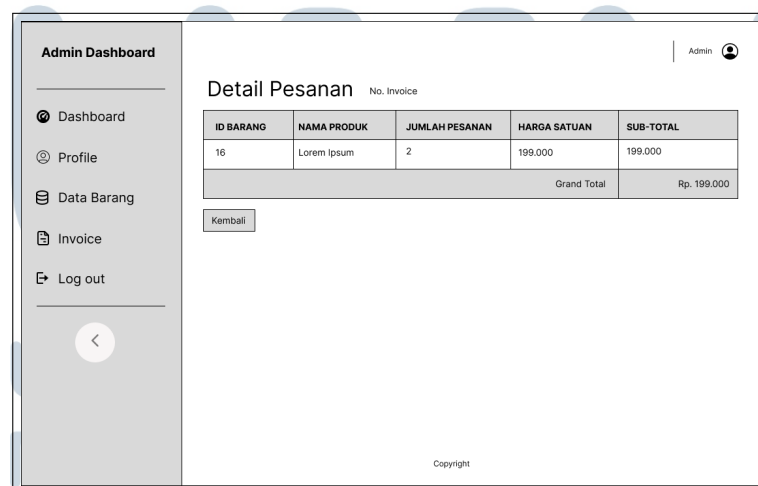 Admin Dashboard
Admin
Detail Pesanan No. Invoice
Dashboard
Profile
Data Barang
Invoice
Log out
ID BARANG NAMA PRODUK JUMLAH PESANAN HARGA SATUAN SUB-TOTAL
16 Lorem Ipsum 2 199.000 199.000
Grand Total Rp. 199.000
Kembali
Copyright